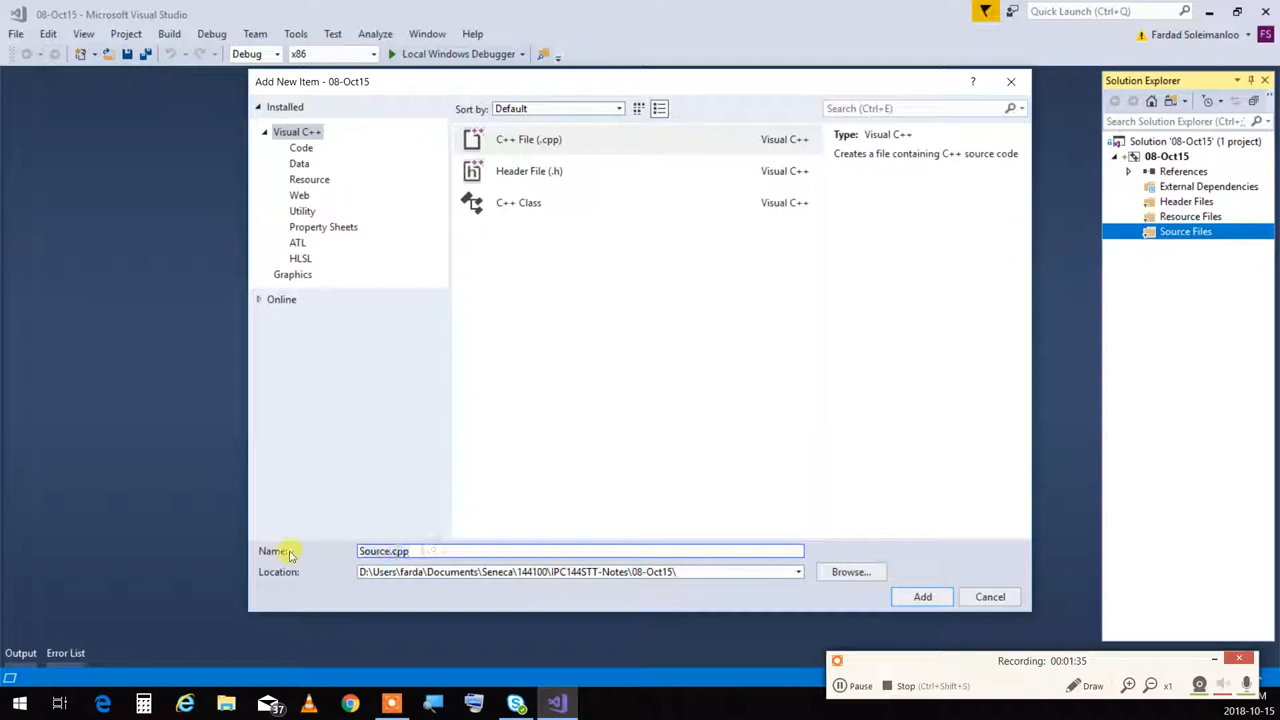 08-Oct15 - Microsoft Visual Studio
Quick Launch (Ctrl+Q)
File Edit View Project Build Debug Team Tools Test Analyze Window Help
Fardad Soleimanloo FS
Debug x86 Local Windows Debugger
Add New Item - 08-Oct15 ?
Solution Explorer
Installed
Sort by: Default
Search (Ctrl+E)
Search Solution Explorer (Ctrl+;
Visual C++
Code
Data
Resource
Web
Utility
Property Sheets
ATL
HLSL
Graphics
Online
C++ File (.cpp) Visual C++
Header File (.h) Visual C++
C++ Class Visual C++
Type: Visual C++
Creates a file containing C++ source code
Solution '08-Oct15' (1 project)
08-Oct15
References
External Dependencies
Header Files
Resource Files
Source Files
Name: Source.cpp
Location: D:\Users\farda\Documents\Seneca\144100\IPC144STT-Notes\08-Oct15\
Browse...
Add Cancel
Output Error List
Recording: 00:01:35
Pause Stop (Ctrl+Shift+S) Draw x1
37
M
2018-10-15